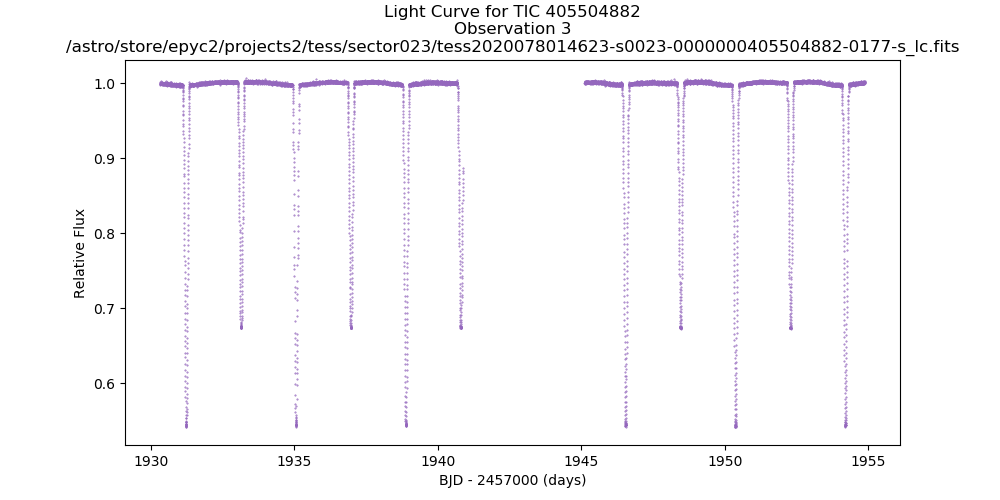 Light Curve for TIC 405504882
Observation 3
/astro/store/epyc2/projects2/tess/sector023/tess2020078014623-s0023-0000000405504882-0177-s_lc.fits
1.0
0.9
0.8
0.7
0.6
Relative Flux
1930
1935
1940
1945
1950
1955
BJD - 2457000 (days)